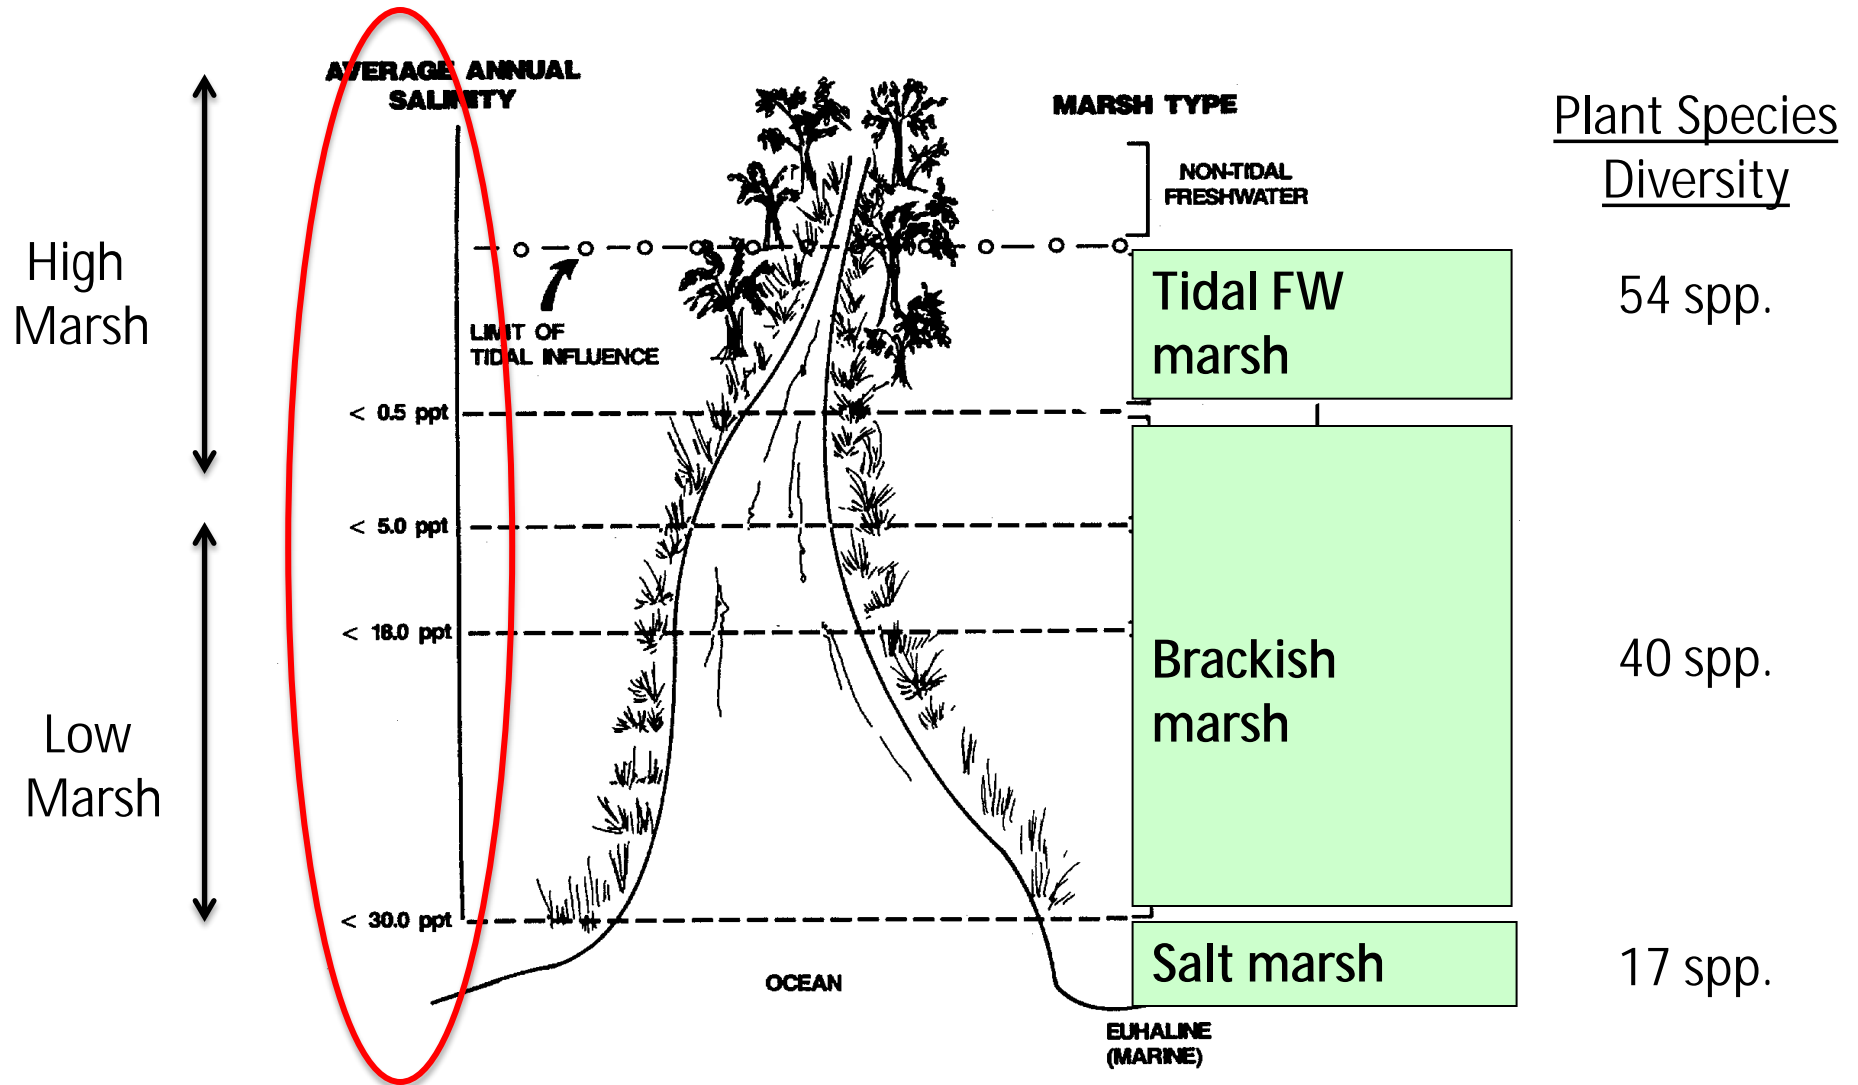 AVERAGE ANNUAL
SALINITY
MARSH TYPE
Plant Species
Diversity
NON-TIDAL
FRESHWATER
High
Marsh
LIMIT OF
TIDAL INFLUENCE
Tidal FW
marsh
54 spp.
< 0.5 ppt
< 5.0 ppt
< 18.0 ppt
Brackish
marsh
40 spp.
Low
Marsh
< 30.0 ppt
OCEAN
Salt marsh
17 spp.
EUHALINE
(MARINE)